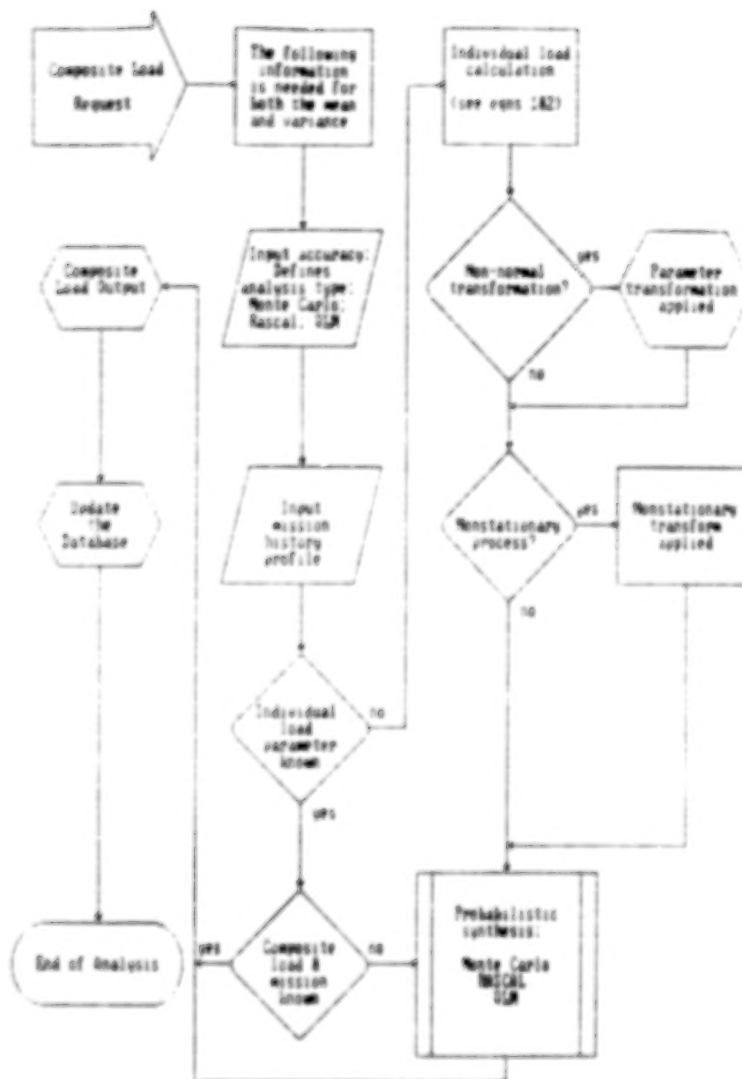 Composite Load
Request
The following
information
is needed for
both the mean
and variance
Input accuracy:
Defines
analysis type:
Monte Carlo;
Rascal; QLM
Input
mission
history
profile
Individual
load
parameter
known
no
yes
Composite
load &
mission
known
yes
no
Individual load
calculation
(see eqns 1&2)
Non-normal
transformation?
yes
no
Parameter
transformation
applied
Nonstationary
process?
yes
no
Nonstationary
transform
applied
Probabilistic
synthesis:
Monte Carlo
RASCAL
QLM
Composite
Load Output
Update
the
Database
End of Analysis